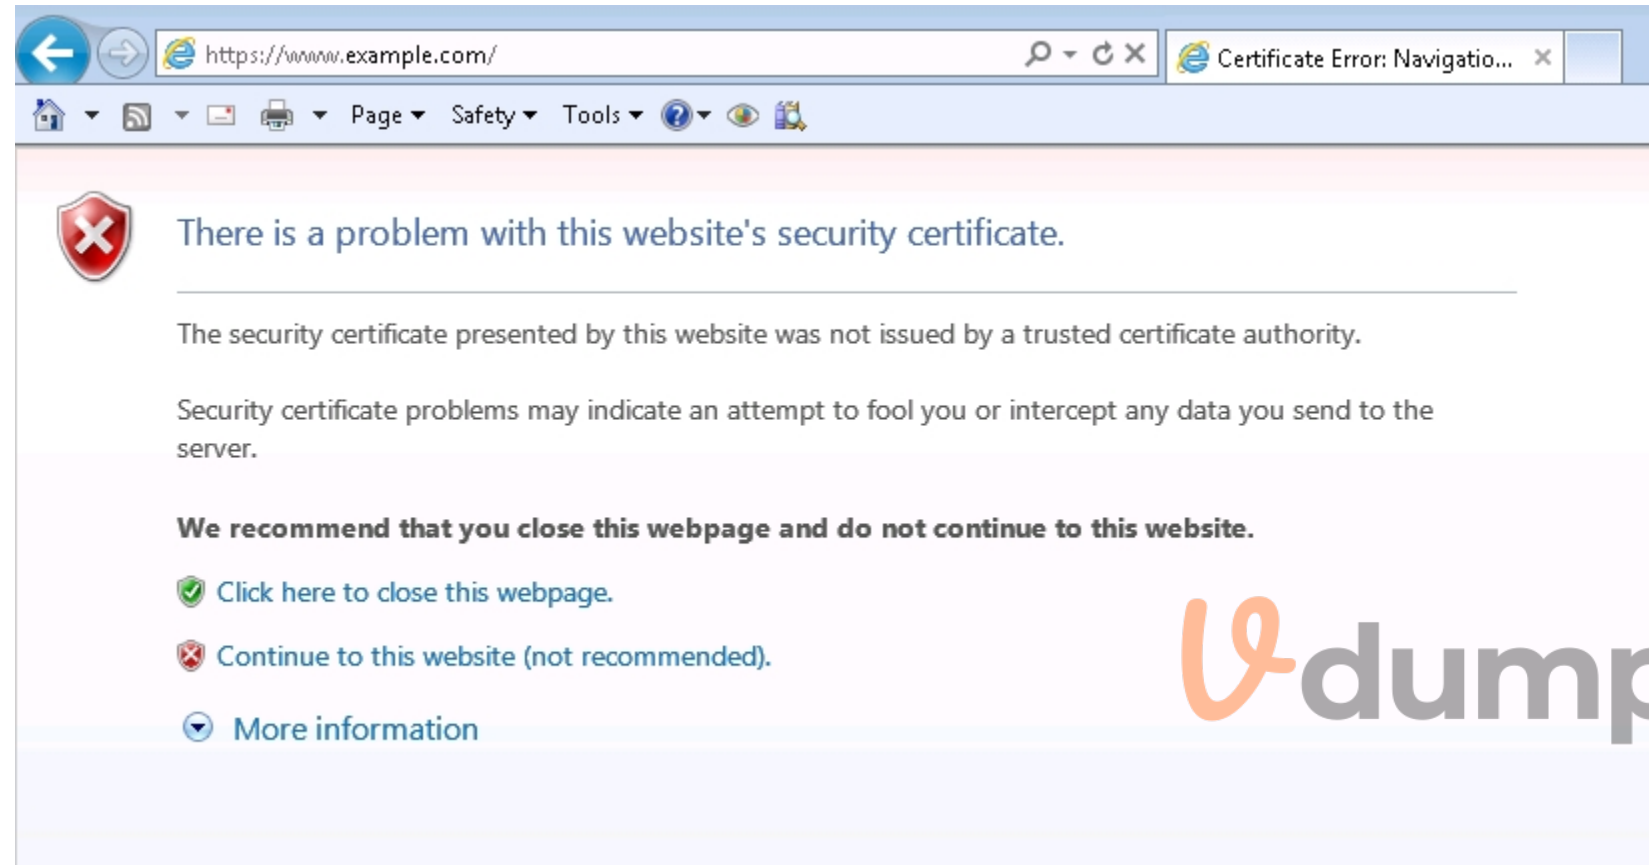 https://www.example.com/
Certificate Error: Navigatio...
Page Safety Tools
There is a problem with this website's security certificate.
The security certificate presented by this website was not issued by a trusted certificate authority.
Security certificate problems may indicate an attempt to fool you or intercept any data you send to the
server.
We recommend that you close this webpage and do not continue to this website.
Click here to close this webpage.
Continue to this website (not recommended).
More information
Vdump